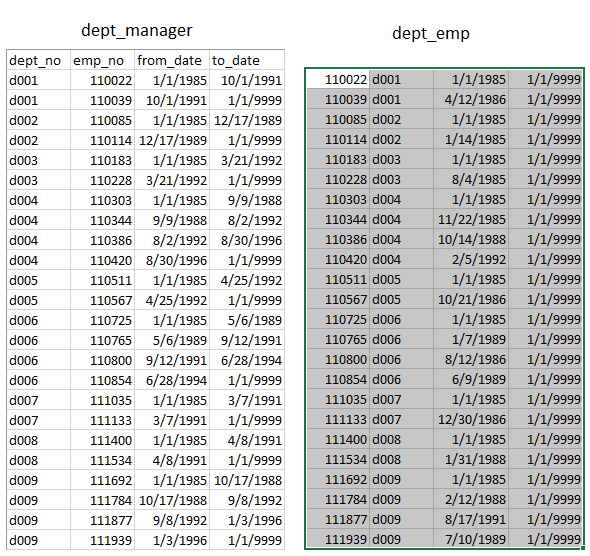 dept_manager
dept_no emp_no from_date to_date
d001 110022 1/1/1985 10/1/1991
d001 110039 10/1/1991 1/1/9999
d002 110085 1/1/1985 12/17/1989
d002 110114 12/17/1989 1/1/9999
d003 110183 1/1/1985 3/21/1992
d003 110228 3/21/1992 1/1/9999
d004 110303 1/1/1985 9/9/1988
d004 110344 9/9/1988 8/2/1992
d004 110386 8/2/1992 8/30/1996
d004 110420 8/30/1996 1/1/9999
d005 110511 1/1/1985 4/25/1992
d005 110567 4/25/1992 1/1/9999
d006 110725 1/1/1985 5/6/1989
d006 110765 5/6/1989 9/12/1991
d006 110800 9/12/1991 6/28/1994
d006 110854 6/28/1994 1/1/9999
d007 111035 1/1/1985 3/7/1991
d007 111133 3/7/1991 1/1/9999
d008 111400 1/1/1985 4/8/1991
d008 111534 4/8/1991 1/1/9999
d009 111692 1/1/1985 10/17/1988
d009 111784 10/17/1988 9/8/1992
d009 111877 9/8/1992 1/3/1996
d009 111939 1/3/1996 1/1/9999
dept_emp
110022 d001 1/1/1985 1/1/9999
110039 d001 4/12/1986 1/1/9999
110085 d002 1/1/1985 1/1/9999
110114 d002 1/14/1985 1/1/9999
110183 d003 1/1/1985 1/1/9999
110228 d003 8/4/1985 1/1/9999
110303 d004 1/1/1985 1/1/9999
110344 d004 11/22/1985 1/1/9999
110386 d004 10/14/1988 1/1/9999
110420 d004 2/5/1992 1/1/9999
110511 d005 1/1/1985 1/1/9999
110567 d005 10/21/1986 1/1/9999
110725 d006 1/1/1985 1/1/9999
110765 d006 1/7/1989 1/1/9999
110800 d006 8/12/1986 1/1/9999
110854 d006 6/9/1989 1/1/9999
111035 d007 1/1/1985 1/1/9999
111133 d007 12/30/1986 1/1/9999
111400 d008 1/1/1985 1/1/9999
111534 d008 1/31/1988 1/1/9999
111692 d009 1/1/1985 1/1/9999
111784 d009 2/12/1988 1/1/9999
111877 d009 8/17/1991 1/1/9999
111939 d009 7/10/1989 1/1/9999